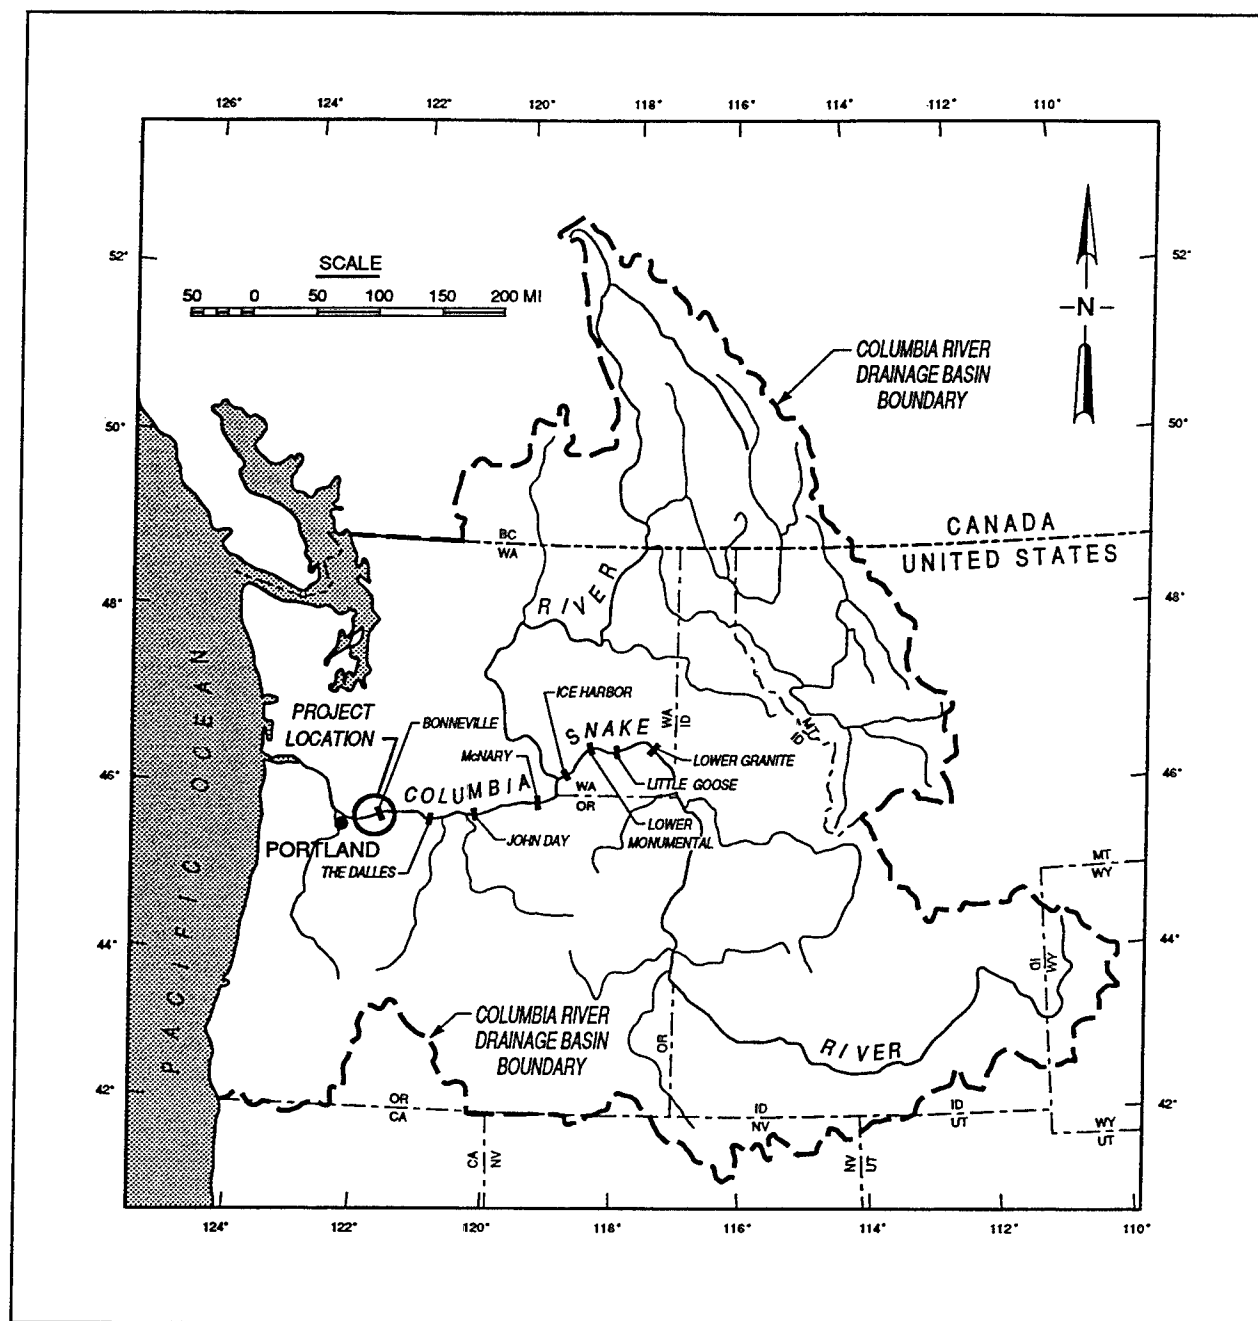 126° 124° 122° 120° 118° 116° 114° 112° 110°
52°
52°
SCALE
50 0 50 100 150 200 MI
N
COLUMBIA RIVER
DRAINAGE BASIN
BOUNDARY
50°
50°
CANADA
UNITED STATES
BC
WA
48°
48°
RIVER
PACIFIC OCEAN
ICE HARBOR
PROJECT
LOCATION
BONNEVILLE
SNAKE
WA
ID
MT
ID
McNARY
LOWER GRANITE
46°
46°
COLUMBIA
WA
OR
LITTLE GOOSE
PORTLAND
THE DALLES
JOHN DAY
LOWER
MONUMENTAL
MT
WY
44°
44°
ID
WY
COLUMBIA RIVER
DRAINAGE BASIN
BOUNDARY
OR
RIVER
42°
42°
OR
CA
ID
NV
ID
UT
WY
UT
CA
NV
NV
UT
124° 122° 120° 118° 116° 114° 112° 110°